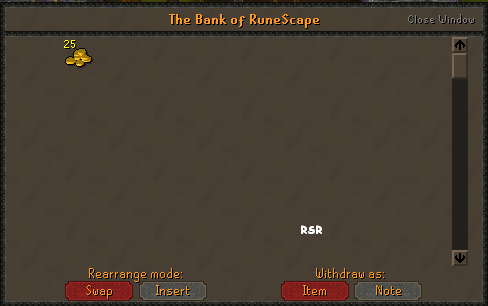 The Bank of RuneScape
Close Window
25
RSR
Rearrange mode:
Withdraw as:
Swap
Insert
Item
Note